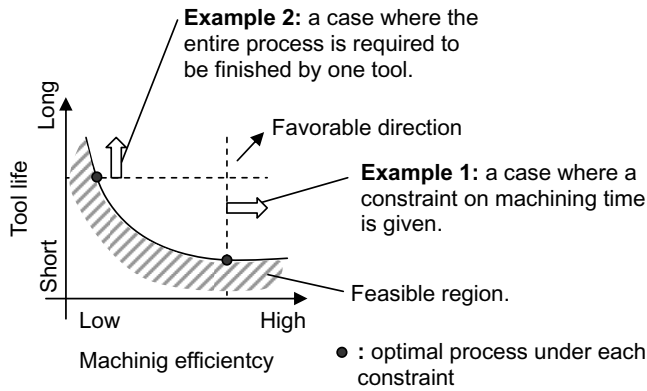 Example 2: a case where the
entire process is required to
be finished by one tool.
Favorable direction
Example 1: a case where a
constraint on machining time
is given.
Feasible region.
Long
Tool life
Short
Low
High
Machinig efficientcy
● : optimal process under each
constraint